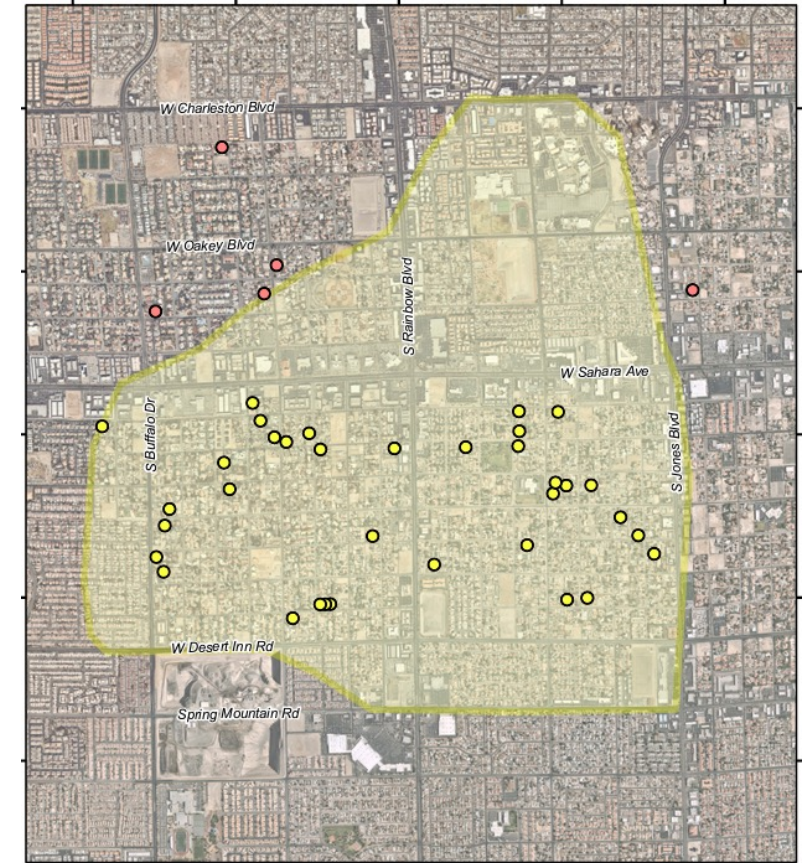 W Charleston Blvd
W Oakey Blvd
S Rainbow Blvd
W Sahara Ave
S Buffalo Dr
S Jones Blvd
W Desert Inn Rd
Spring Mountain Rd